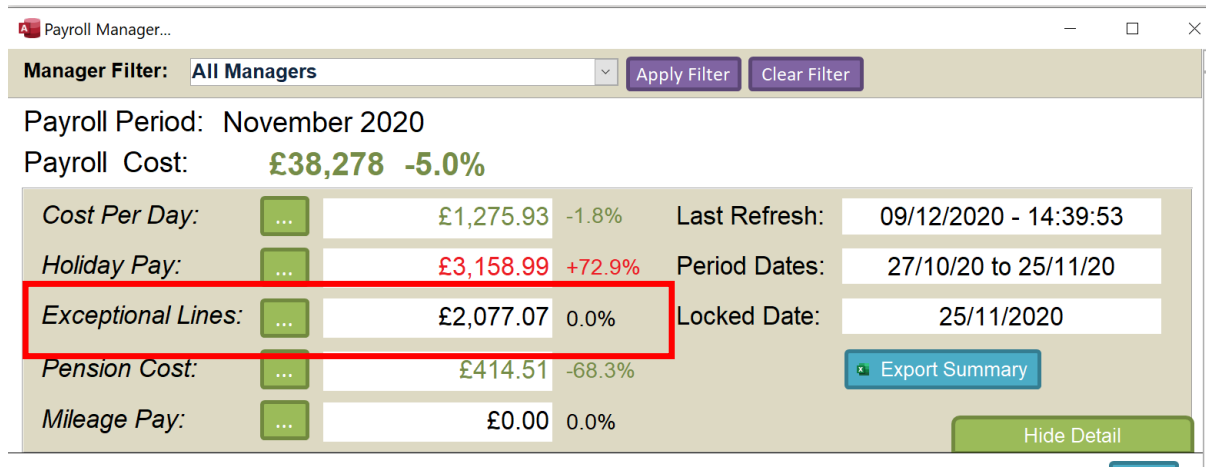 Payroll Manager...
Manager Filter: All Managers Apply Filter Clear Filter
Payroll Period: November 2020
Payroll Cost: £38,278 -5.0%
Cost Per Day: ... £1,275.93 -1.8% Last Refresh: 09/12/2020 - 14:39:53
Holiday Pay: ... £3,158.99 +72.9% Period Dates: 27/10/20 to 25/11/20
Exceptional Lines: ... £2,077.07 0.0% Locked Date: 25/11/2020
Pension Cost: ... £414.51 -68.3% Export Summary
Mileage Pay: ... £0.00 0.0%
Hide Detail